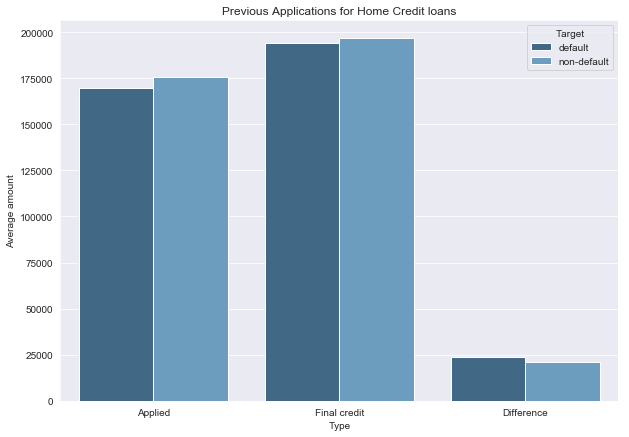 Previous Applications for Home Credit loans
Target
default
non-default
Average amount
200000
175000
150000
125000
100000
75000
50000
25000
0
Applied
Final credit
Difference
Type